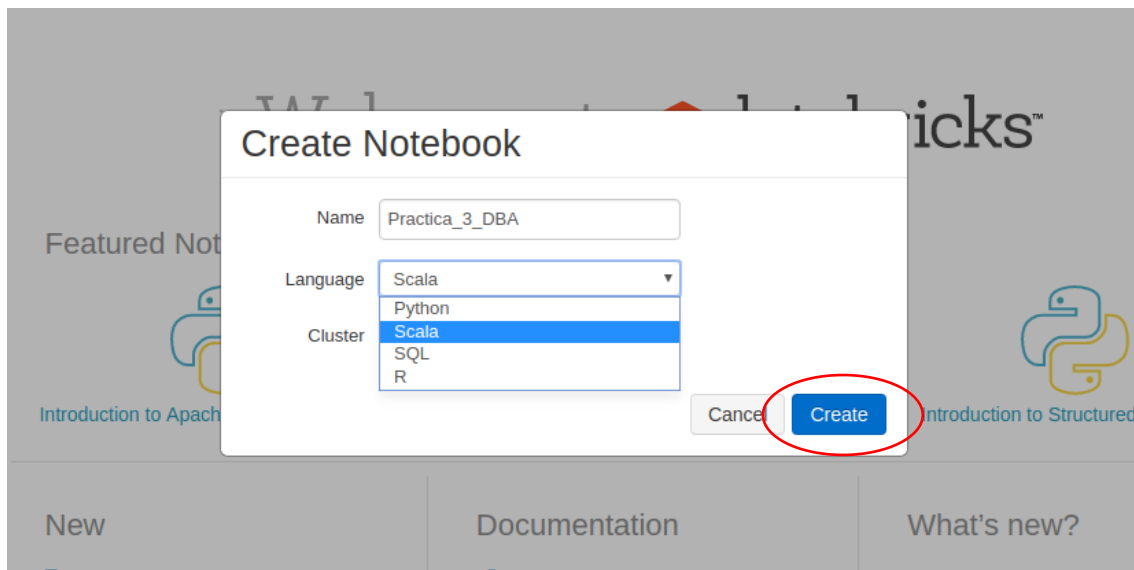 icks™
Create Notebook
Name
Practica_3_DBA
Featured Not
Language
Scala
Python
Scala
SQL
R
Cluster
Introduction to Apach
Cancel
Create
Introduction to Structured
New
Documentation
What's new?